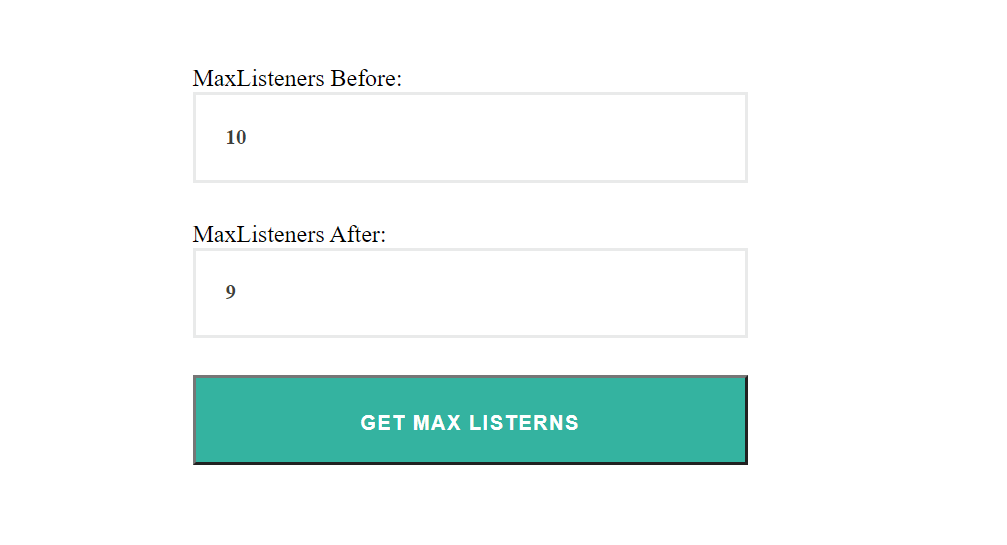 MaxListeners Before:
10
MaxListeners After:
9
GET MAX LISTERNS